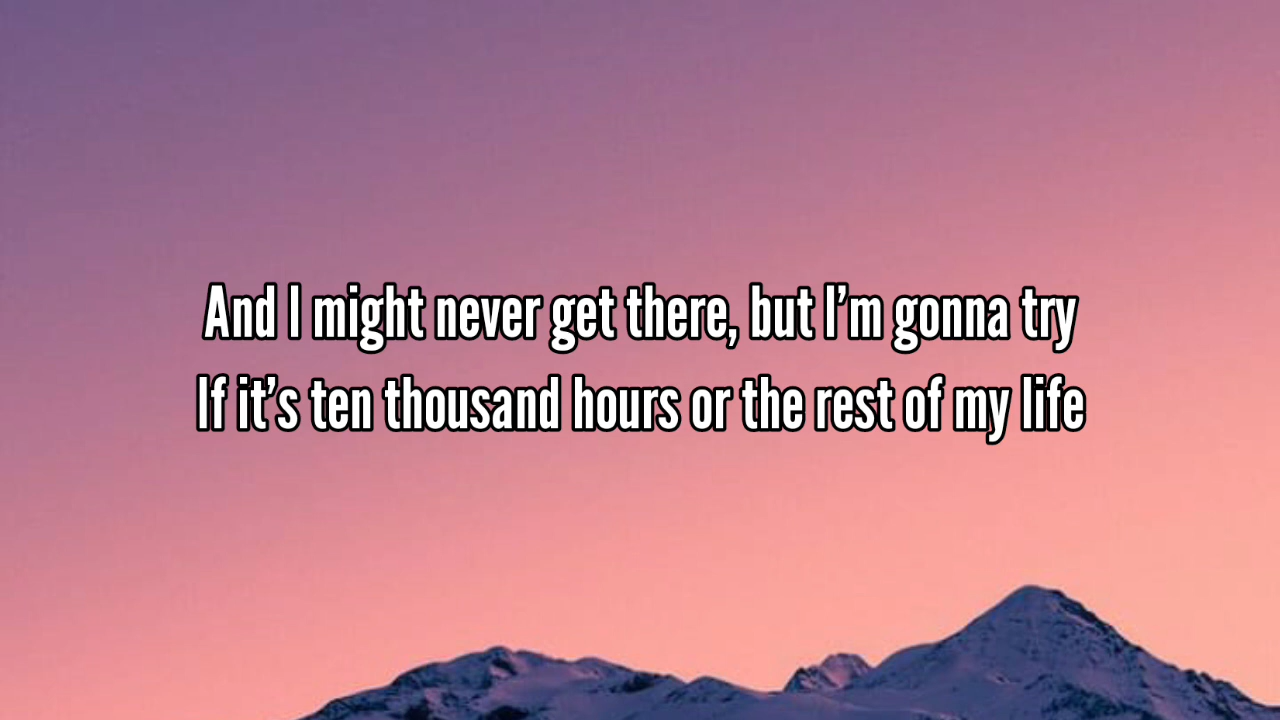 And I might never get there, but I’m gonna try
If it’s ten thousand hours or the rest of my life